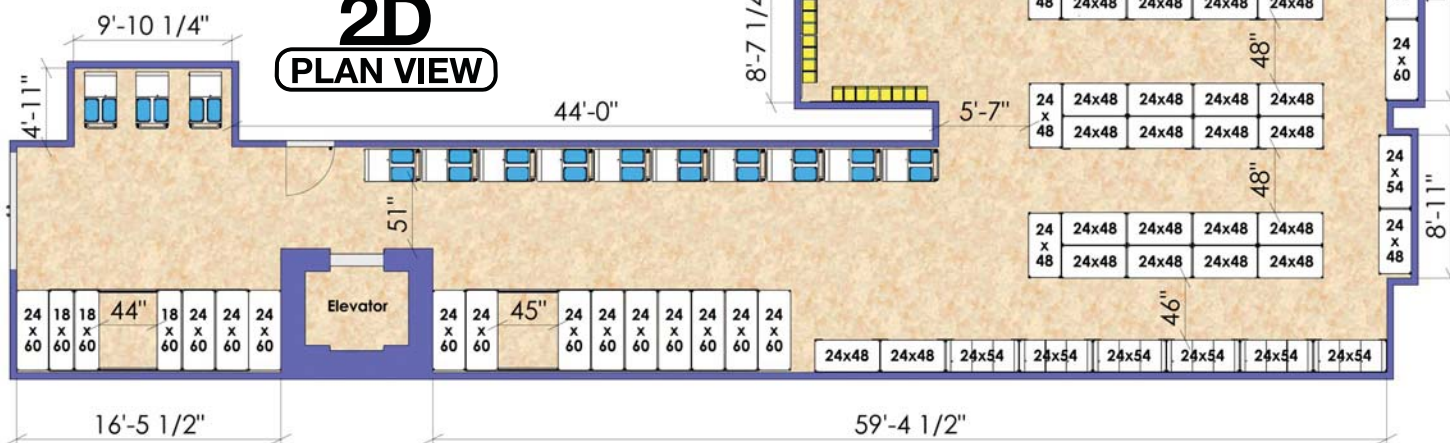 2D
PLAN VIEW
9'-10 1/4"
4'-11"
44'-0"
8'-7 1/4
5'-7"
48 24x48 24x48 24x48 24x48
48"
24 x 60
24 x 48
24x48 24x48 24x48 24x48
24x48 24x48 24x48 24x48
48"
24 x 54
24 x 48
8'-11"
51"
24 x 48
24x48 24x48 24x48 24x48
24x48 24x48 24x48 24x48
46"
24 x 60
18 x 60
18 x 60
44"
18 x 60
24 x 60
24 x 60
24 x 60
Elevator
24 x 60
24 x 60
45"
24 x 60
24 x 60
24 x 60
24 x 60
24 x 60
24 x 60
24 x 60
24x48 24x48 24x54 24x54 24x54 24x54 24x54 24x54
16'-5 1/2"
59'-4 1/2"